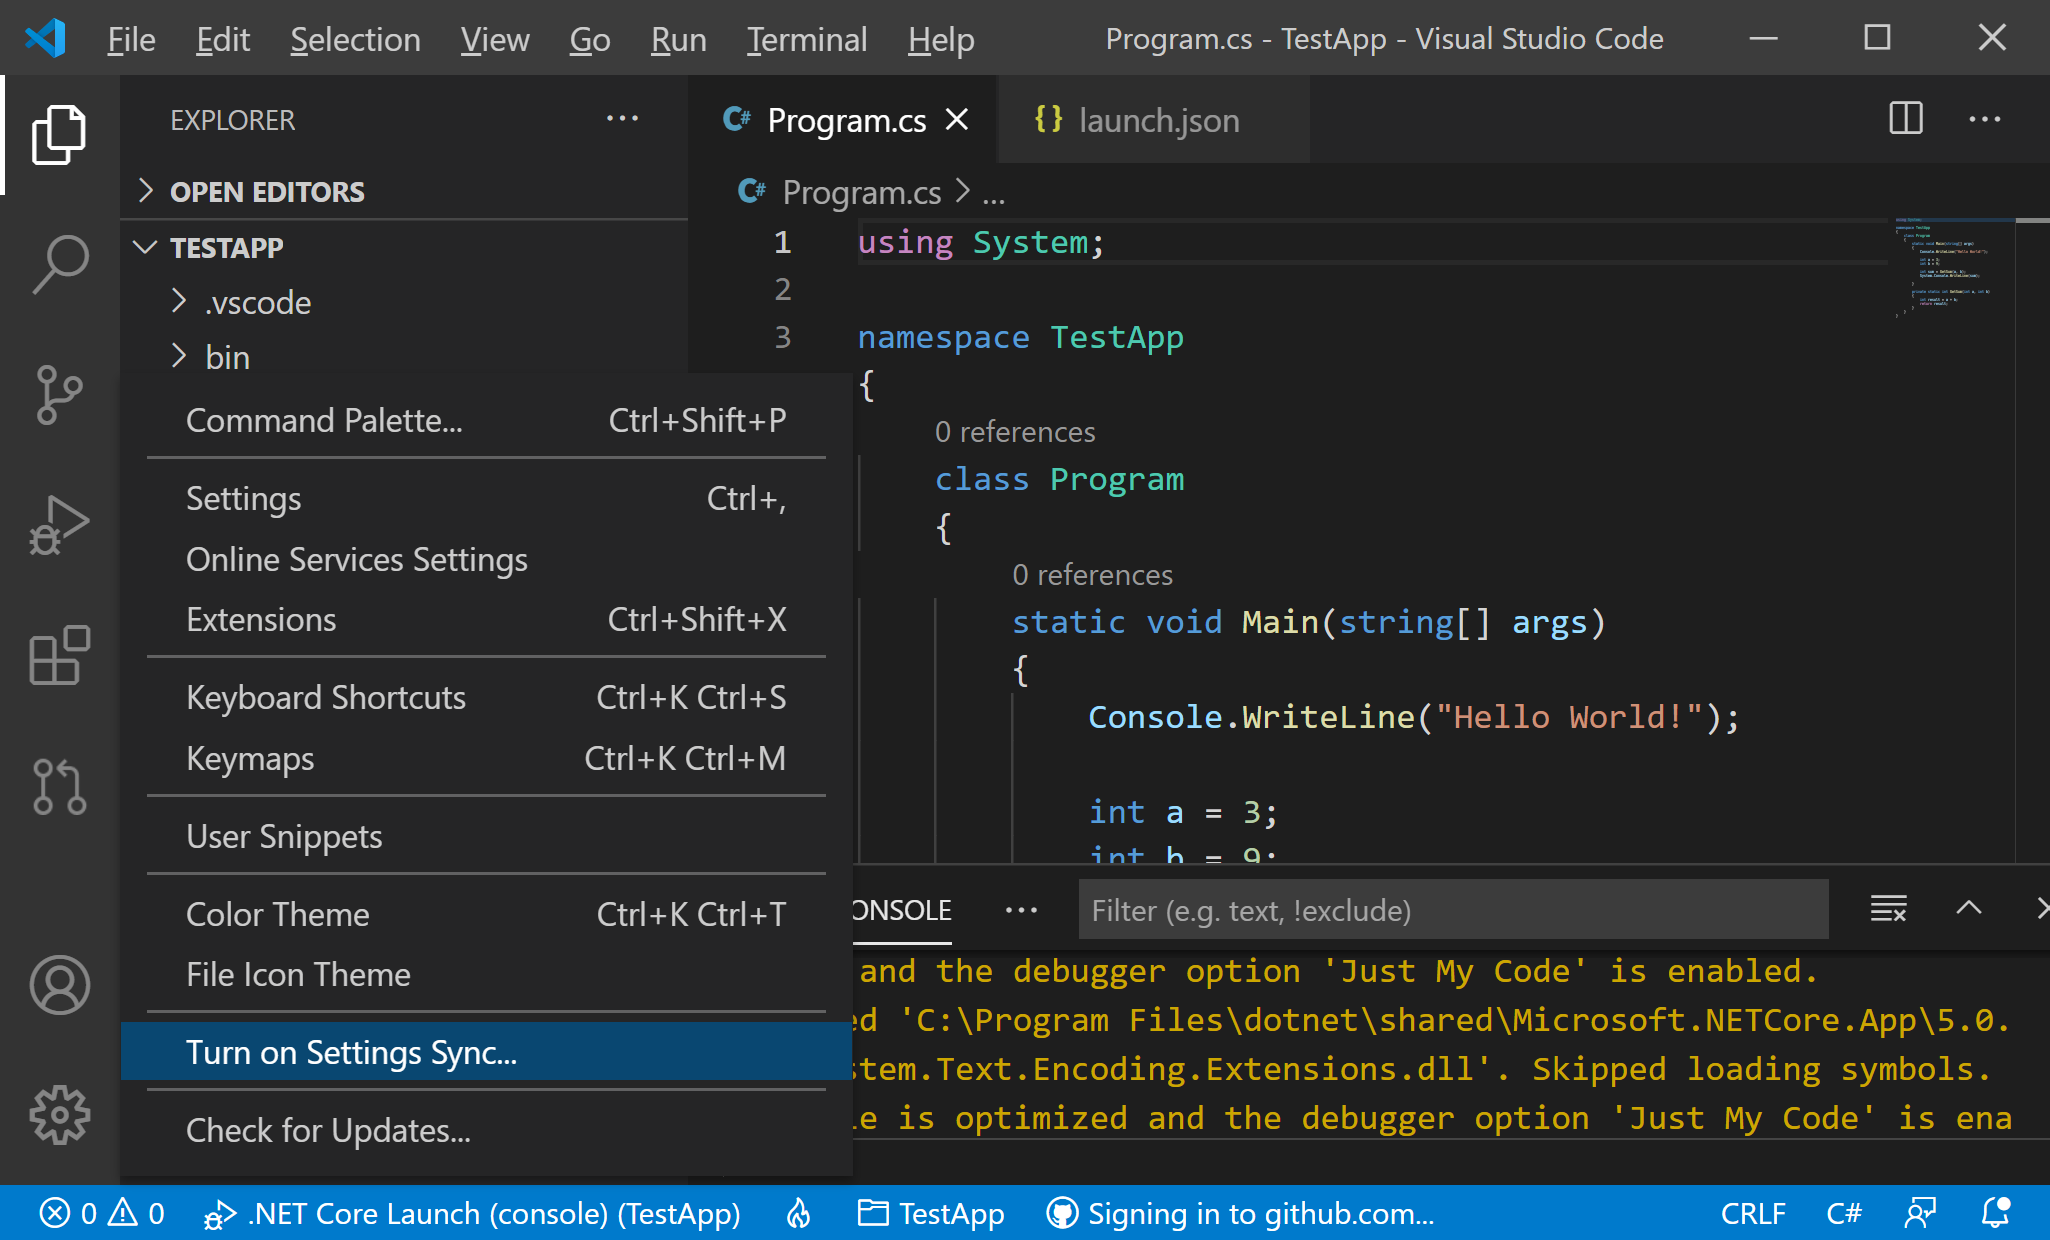 File Edit Selection View Go Run Terminal Help Program.cs - TestApp - Visual Studio Code
EXPLORER
OPEN EDITORS
TESTAPP
.vscode
bin
Command Palette... Ctrl+Shift+P
Settings Ctrl+,
Online Services Settings
Extensions Ctrl+Shift+X
Keyboard Shortcuts Ctrl+K Ctrl+S
Keymaps Ctrl+K Ctrl+M
User Snippets
Color Theme Ctrl+K Ctrl+T
File Icon Theme
Turn on Settings Sync...
Check for Updates...
Program.cs launch.json
Program.cs > ...
1 using System;
2
3 namespace TestApp
{
0 references
class Program
{
0 references
static void Main(string[] args)
{
Console.WriteLine("Hello World!");
int a = 3;
int b = 9;
ONSOLE Filter (e.g. text, !exclude)
and the debugger option 'Just My Code' is enabled.
ed 'C:\Program Files\dotnet\shared\Microsoft.NETCore.App\5.0.
stem.Text.Encoding.Extensions.dll'. Skipped loading symbols.
le is optimized and the debugger option 'Just My Code' is ena
0 0 .NET Core Launch (console) (TestApp) TestApp Signing in to github.com... CRLF C#